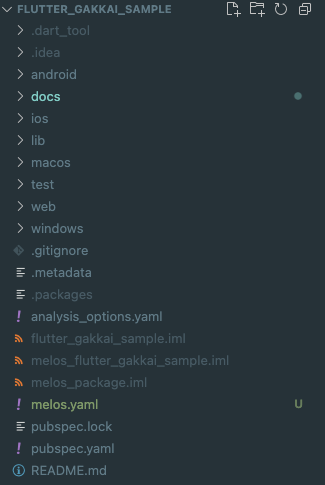 FLUTTER_GAKKAI_SAMPLE
.dart_tool
.idea
android
docs
ios
lib
macos
test
web
windows
.gitignore
.metadata
.packages
! analysis_options.yaml
flutter_gakkai_sample.iml
melos_flutter_gakkai_sample.iml
melos_package.iml
! melos.yaml U
pubspec.lock
! pubspec.yaml
README.md